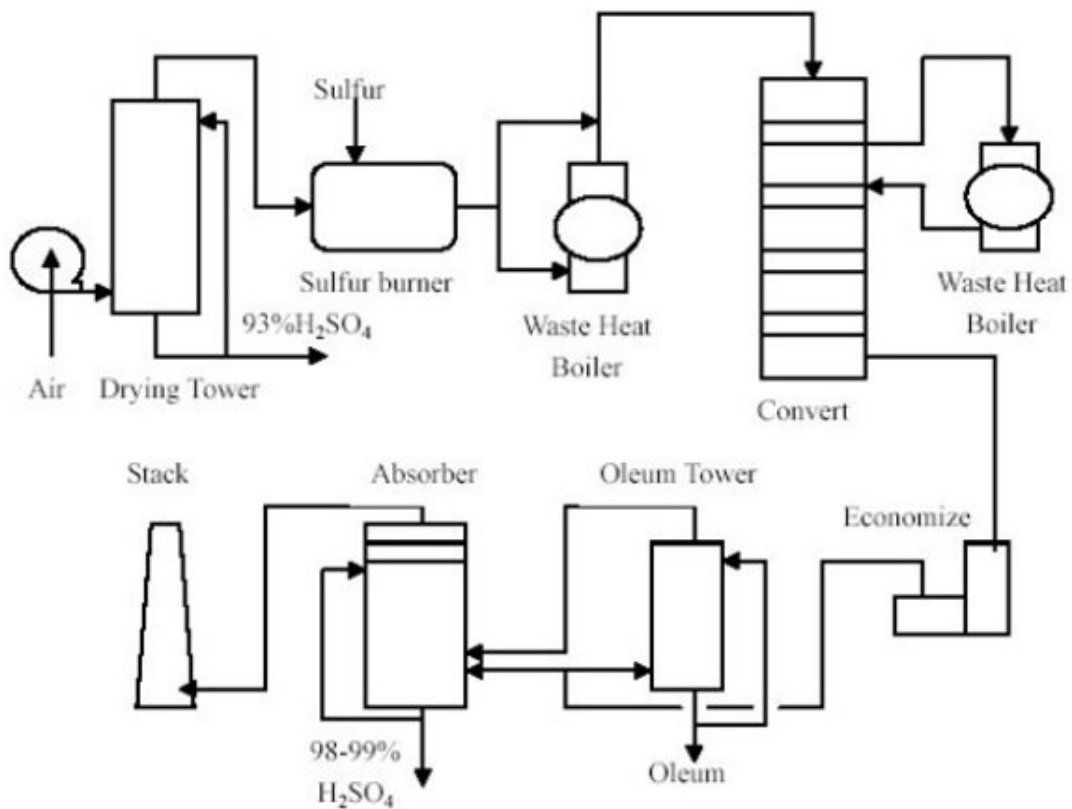 Sulfur
Sulfur burner
93%H₂SO₄
Waste Heat
Boiler
Waste Heat
Boiler
Air
Drying Tower
Convert
Stack
Absorber
Oleum Tower
Economize
98-99%
H₂SO₄
Oleum